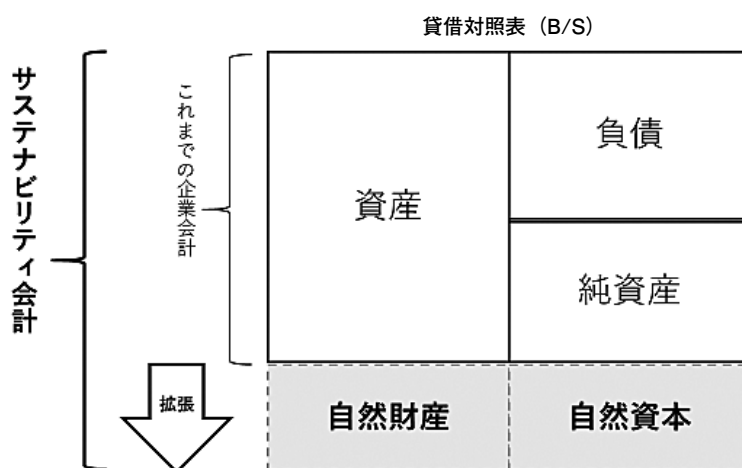 貸借対照表（B/S）
サステナビリティ会計
これまでの企業会計
資産
負債
純資産
拡張
自然財産
自然資本